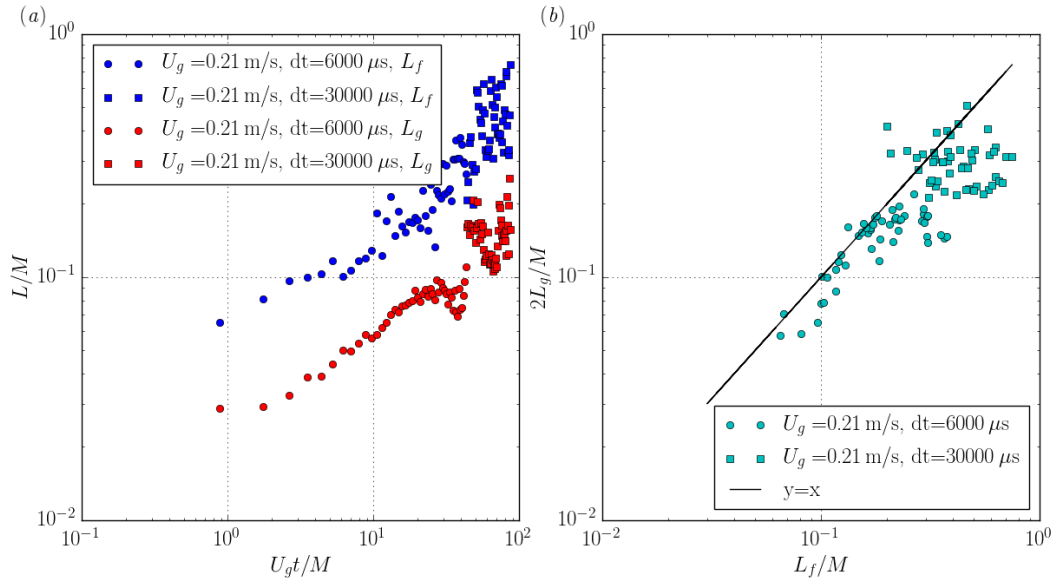 (a)
10^0
10^{-1}
10^{-2}
L/M
U_g =0.21 m/s, dt=6000 μs, L_f
U_g =0.21 m/s, dt=30000 μs, L_f
U_g =0.21 m/s, dt=6000 μs, L_g
U_g =0.21 m/s, dt=30000 μs, L_g
10^{-1} 10^0 10^1 10^2
U_g t/M
(b)
10^0
10^{-1}
10^{-2}
2L_g/M
U_g =0.21 m/s, dt=6000 μs
U_g =0.21 m/s, dt=30000 μs
y=x
10^{-2} 10^{-1} 10^0
L_f/M